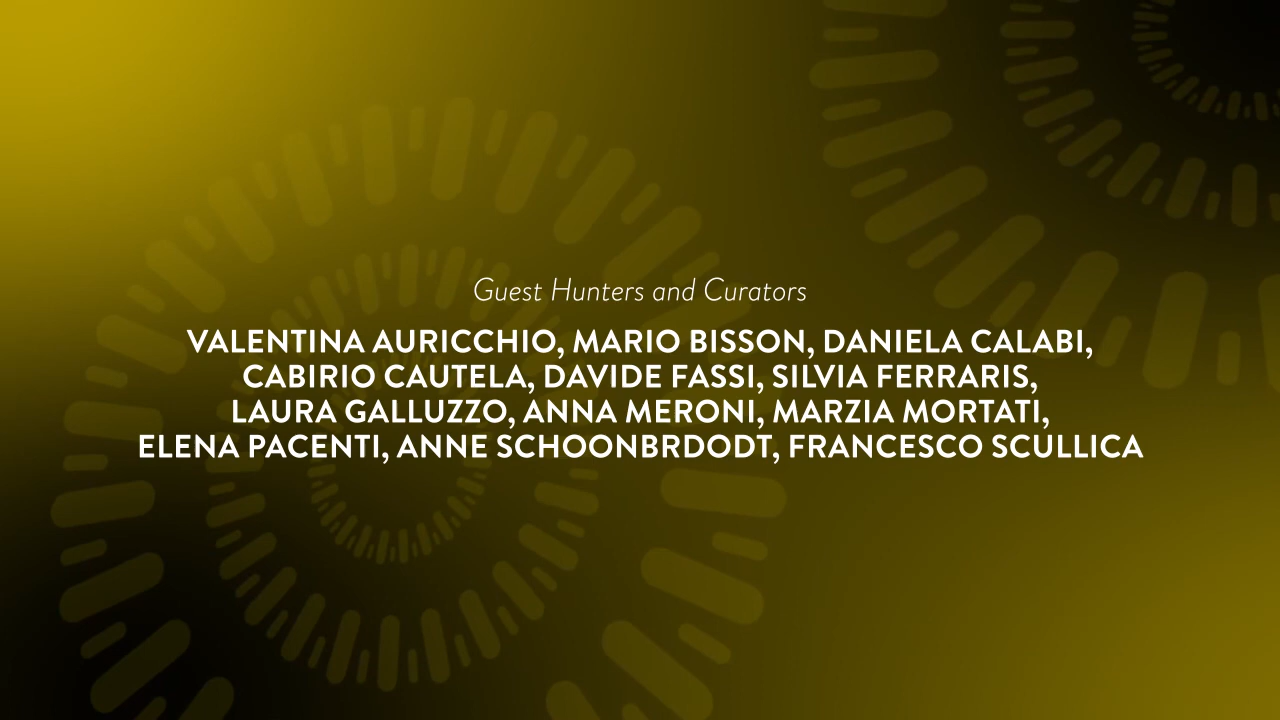 Guest Hunters and Curators
VALENTINA AURICCHIO, MARIO BISSON, DANIELA CALABI,
CABIRIO CAUTELA, DAVIDE FASSI, SILVIA FERRARIS,
LAURA GALLUZZO, ANNA MERONI, MARZIA MORTATI,
ELENA PACENTI, ANNE SCHOONBRDODT, FRANCESCO SCULLICA